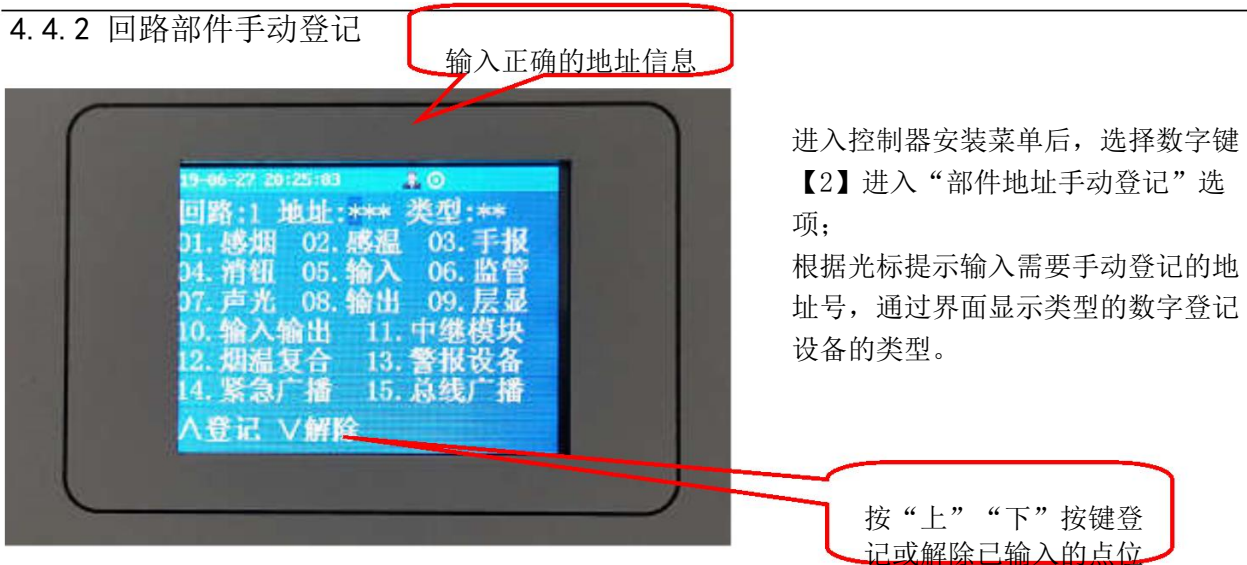 4.4.2 回路部件手动登记
输入正确的地址信息
19-06-27 20:25:03
回路:1 地址:*** 类型:**
01.感烟 02.感温 03.手报
04.消钮 05.输入 06.监管
07.声光 08.输出 09.层显
10.输入输出 11.中继模块
12.烟温复合 13.警报设备
14.紧急广播 15.总线广播
∧登记 ∨解除
进入控制器安装菜单后，选择数字键
【2】进入“部件地址手动登记”选
项；
根据光标提示输入需要手动登记的地
址号，通过界面显示类型的数字登记
设备的类型。
按“上”“下”按键登
记或解除已输入的点位